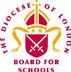 THE DIOCESE OF LONDON
BOARD FOR
SCHOOLS